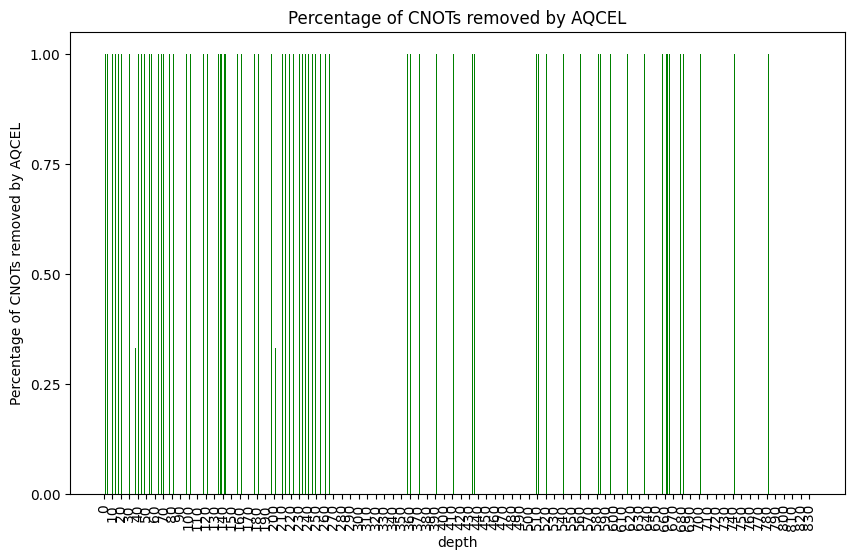 Percentage of CNOTs removed by AQCEL
Percentage of CNOTs removed by AQCEL
1.00
0.75
0.50
0.25
0.00
0 10 20 30 40 50 60 70 80 90 100 110 120 130 140 150 160 170 180 190 200 210 220 230 240 250 260 270 280 290 300 310 320 330 340 350 360 370 380 390 400 410 420 430 440 450 460 470 480 490 500 510 520 530 540 550 560 570 580 590 600 610 620 630 640 650 660 670 680 690 700 710 720 730 740 750 760 770 780 790 800 810 820 830
depth